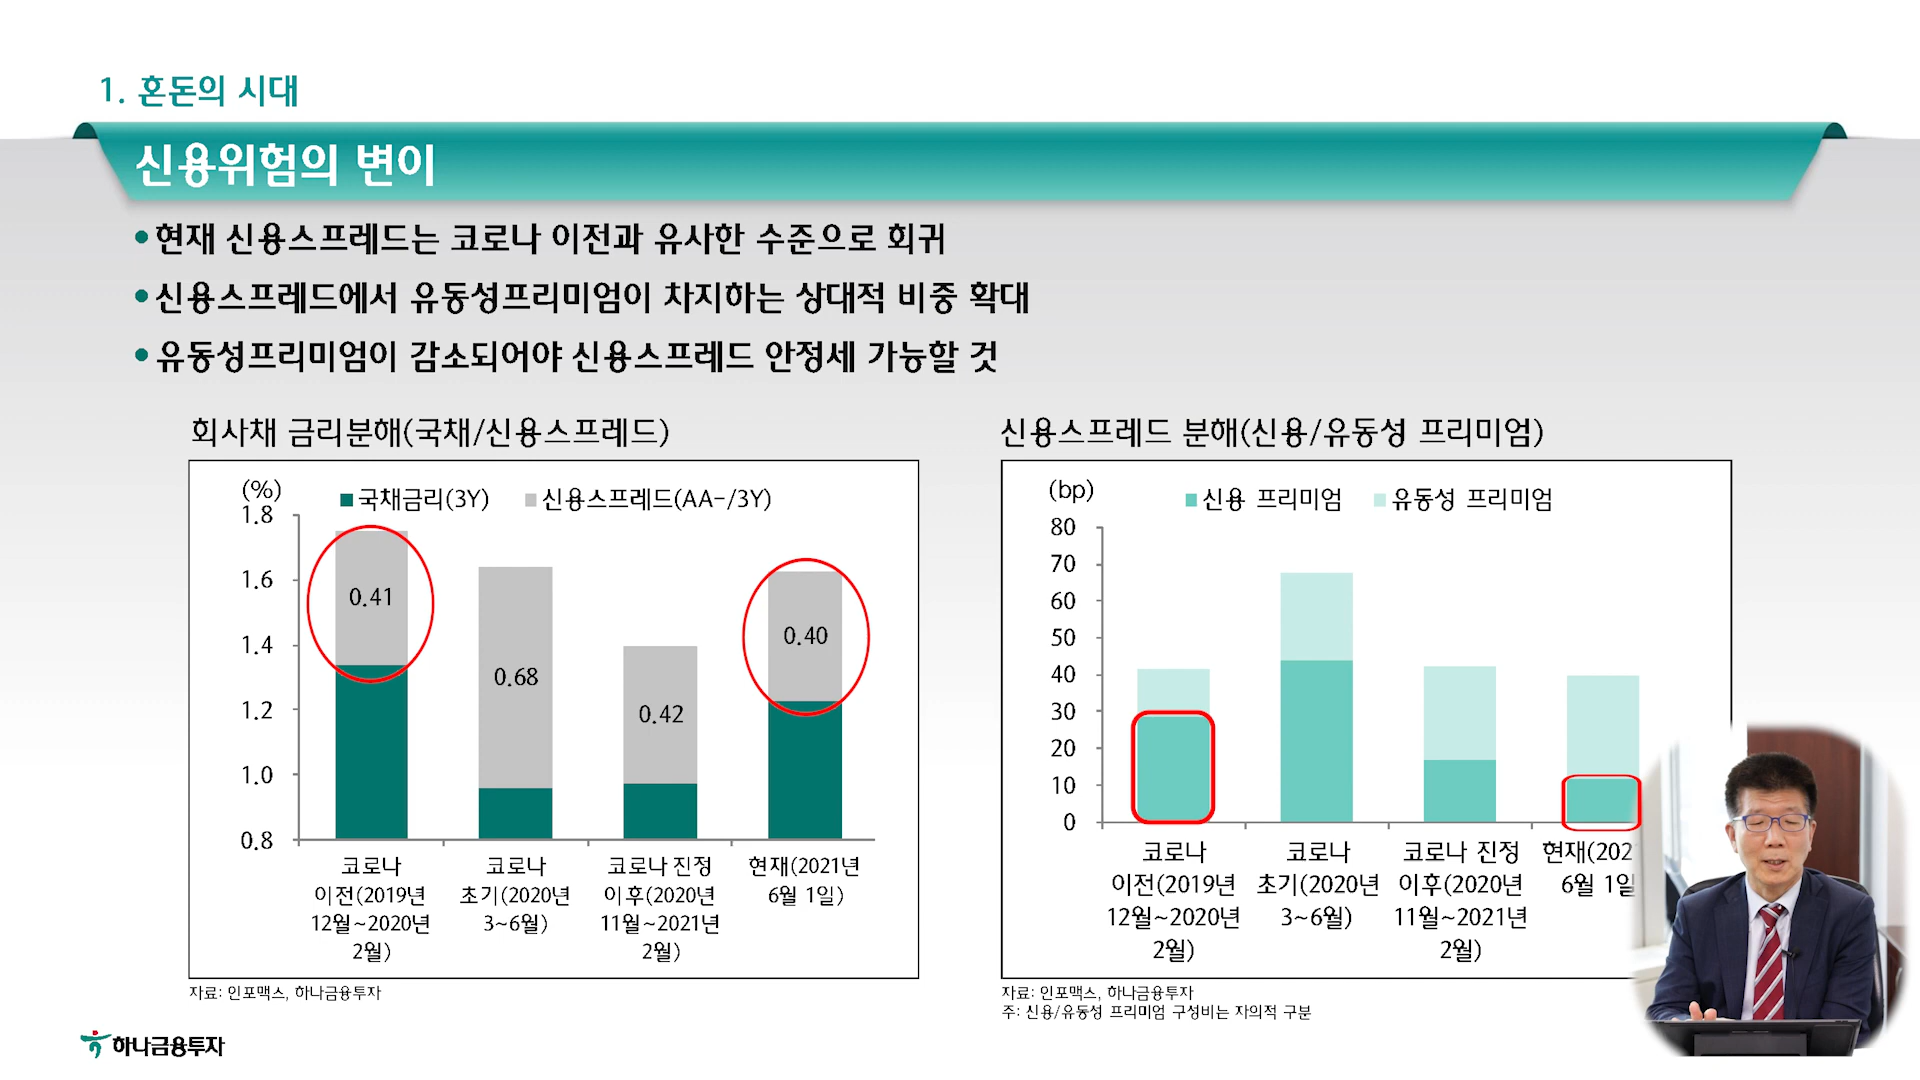 1. 혼돈의 시대
신용위험의 변이
•현재 신용스프레드는 코로나 이전과 유사한 수준으로 회귀
•신용스프레드에서 유동성프리미엄이 차지하는 상대적 비중 확대
•유동성프리미엄이 감소되어야 신용스프레드 안정세 가능할 것
회사채 금리분해(국채/신용스프레드)
(%)
국채금리(3Y)
신용스프레드(AA-/3Y)
1.8
1.6
1.4
1.2
1.0
0.8
0.41
0.68
0.42
0.40
코로나
이전(2019년
12월~2020년
2월)
코로나
초기(2020년
3~6월)
코로나 진정
이후(2020년
11월~2021년
2월)
현재(2021년
6월 1일)
자료: 인포맥스, 하나금융투자
신용스프레드 분해(신용/유동성 프리미엄)
(bp)
신용 프리미엄
유동성 프리미엄
80
70
60
50
40
30
20
10
0
코로나
이전(2019년
12월~2020년
2월)
코로나
초기(2020년
3~6월)
코로나 진정
이후(2020년
11월~2021년
2월)
현재(202
6월 1일
자료: 인포맥스, 하나금융투자
주: 신용/유동성 프리미엄 구성비는 자의적 구분
하나금융투자